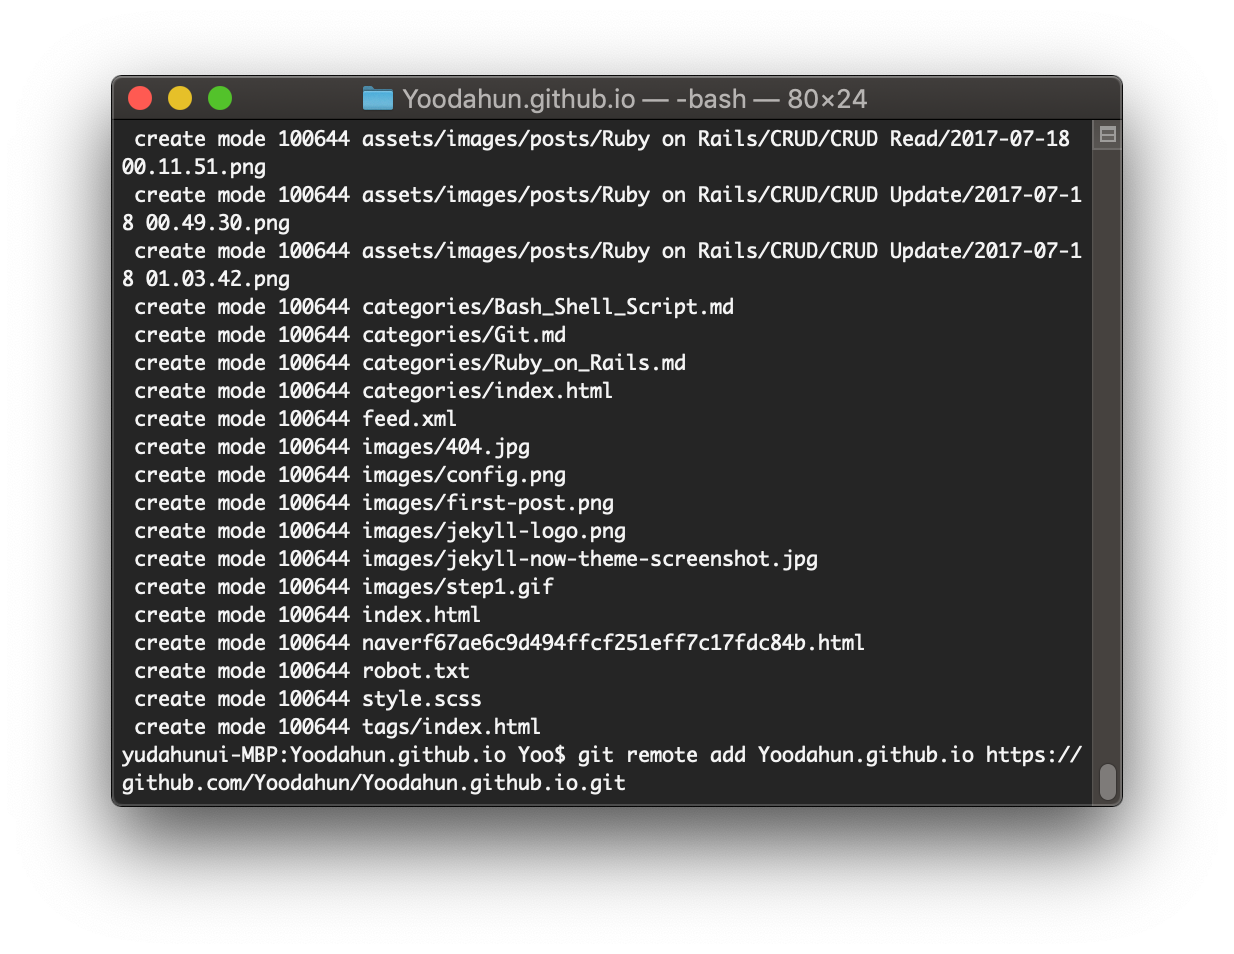 Yoodahun.github.io — -bash — 80×24
create mode 100644 assets/images/posts/Ruby on Rails/CRUD/CRUD Read/2017-07-18
00.11.51.png
create mode 100644 assets/images/posts/Ruby on Rails/CRUD/CRUD Update/2017-07-1
8 00.49.30.png
create mode 100644 assets/images/posts/Ruby on Rails/CRUD/CRUD Update/2017-07-1
8 01.03.42.png
create mode 100644 categories/Bash_Shell_Script.md
create mode 100644 categories/Git.md
create mode 100644 categories/Ruby_on_Rails.md
create mode 100644 categories/index.html
create mode 100644 feed.xml
create mode 100644 images/404.jpg
create mode 100644 images/config.png
create mode 100644 images/first-post.png
create mode 100644 images/jekyll-logo.png
create mode 100644 images/jekyll-now-theme-screenshot.jpg
create mode 100644 images/step1.gif
create mode 100644 index.html
create mode 100644 naverf67ae6c9d494ffcf251eff7c17fdc84b.html
create mode 100644 robot.txt
create mode 100644 style.scss
create mode 100644 tags/index.html
yudahunui-MBP:Yoodahun.github.io Yoo$ git remote add Yoodahun.github.io https://
github.com/Yoodahun/Yoodahun.github.io.git